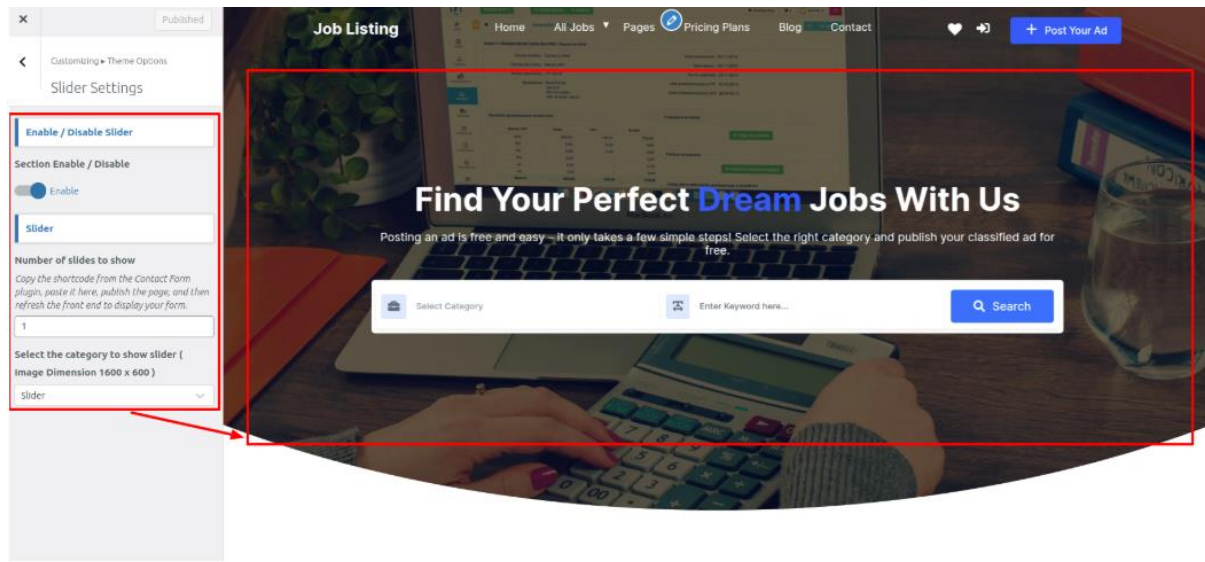 Published
Customizing ▸ Theme Options
Slider Settings
Enable / Disable Slider
Section Enable / Disable
Enable
Slider
Number of slides to show
Copy the shortcode from the Contact Form
plugin, paste it here, publish the page, and then
refresh the front end to display your form.
1
Select the category to show slider (
Image Dimension 1600 x 600 )
Slider
Job Listing
Home All Jobs Pages Pricing Plans Blog Contact
+ Post Your Ad
Find Your Perfect Dream Jobs With Us
Posting an ad is free and easy – it only takes a few simple steps! Select the right category and publish your classified ad for
free.
Select Category
Enter Keyword here...
Search